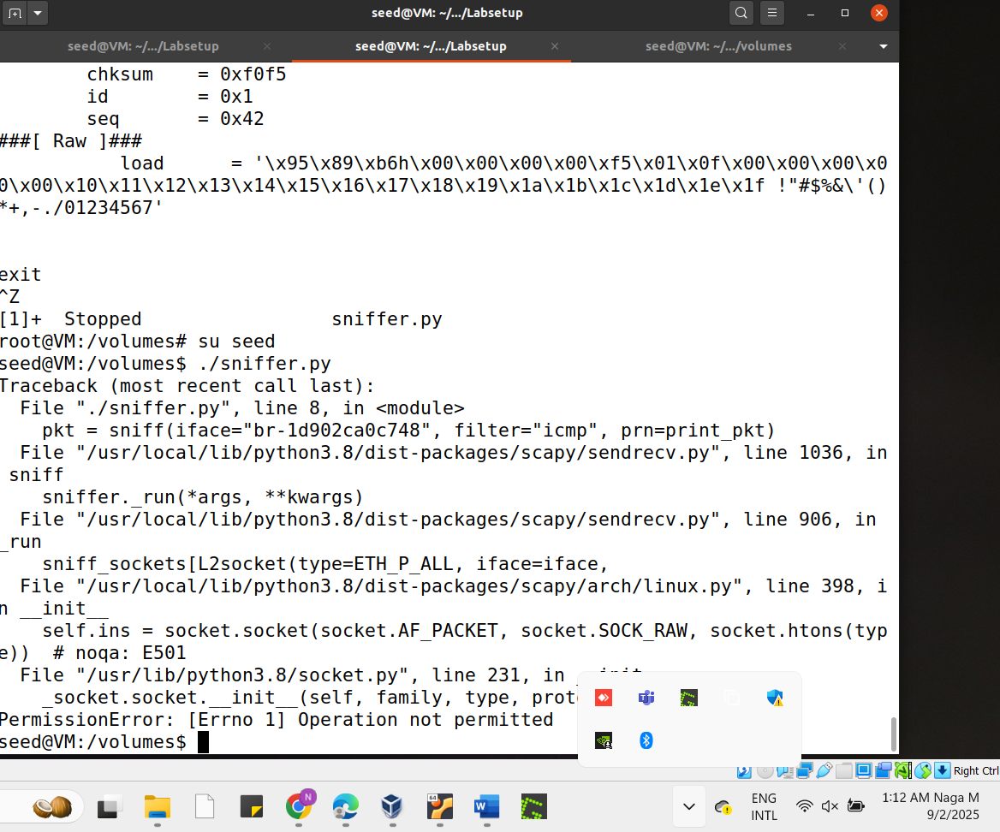 seed@VM: ~/.../Labsetup
seed@VM: ~/.../Labsetup
seed@VM: ~/.../Labsetup
seed@VM: ~/.../volumes
chksum = 0xf0f5
id = 0x1
seq = 0x42
###[ Raw ]###
load = '\x95\x89\xb6h\x00\x00\x00\x00\xf5\x01\x0f\x00\x00\x00\x0
0\x00\x10\x11\x12\x13\x14\x15\x16\x17\x18\x19\x1a\x1b\x1c\x1d\x1e\x1f !"#$%&\'()
*+,-./01234567'
exit
^Z
[1]+ Stopped sniffer.py
root@VM:/volumes# su seed
seed@VM:/volumes$ ./sniffer.py
Traceback (most recent call last):
File "./sniffer.py", line 8, in <module>
pkt = sniff(iface="br-1d902ca0c748", filter="icmp", prn=print_pkt)
File "/usr/local/lib/python3.8/dist-packages/scapy/sendrecv.py", line 1036, in
sniff
sniffer._run(*args, **kwargs)
File "/usr/local/lib/python3.8/dist-packages/scapy/sendrecv.py", line 906, in
_run
sniff_sockets[L2socket(type=ETH_P_ALL, iface=iface,
File "/usr/local/lib/python3.8/dist-packages/scapy/arch/linux.py", line 398, i
n __init__
self.ins = socket.socket(socket.AF_PACKET, socket.SOCK_RAW, socket.htons(typ
e)) # noqa: E501
File "/usr/lib/python3.8/socket.py", line 231, in __init__
_socket.socket.__init__(self, family, type, proto
PermissionError: [Errno 1] Operation not permitted
seed@VM:/volumes$
Right Ctrl
N
64
W
ENG
INTL
1:12 AM Naga M
9/2/2025